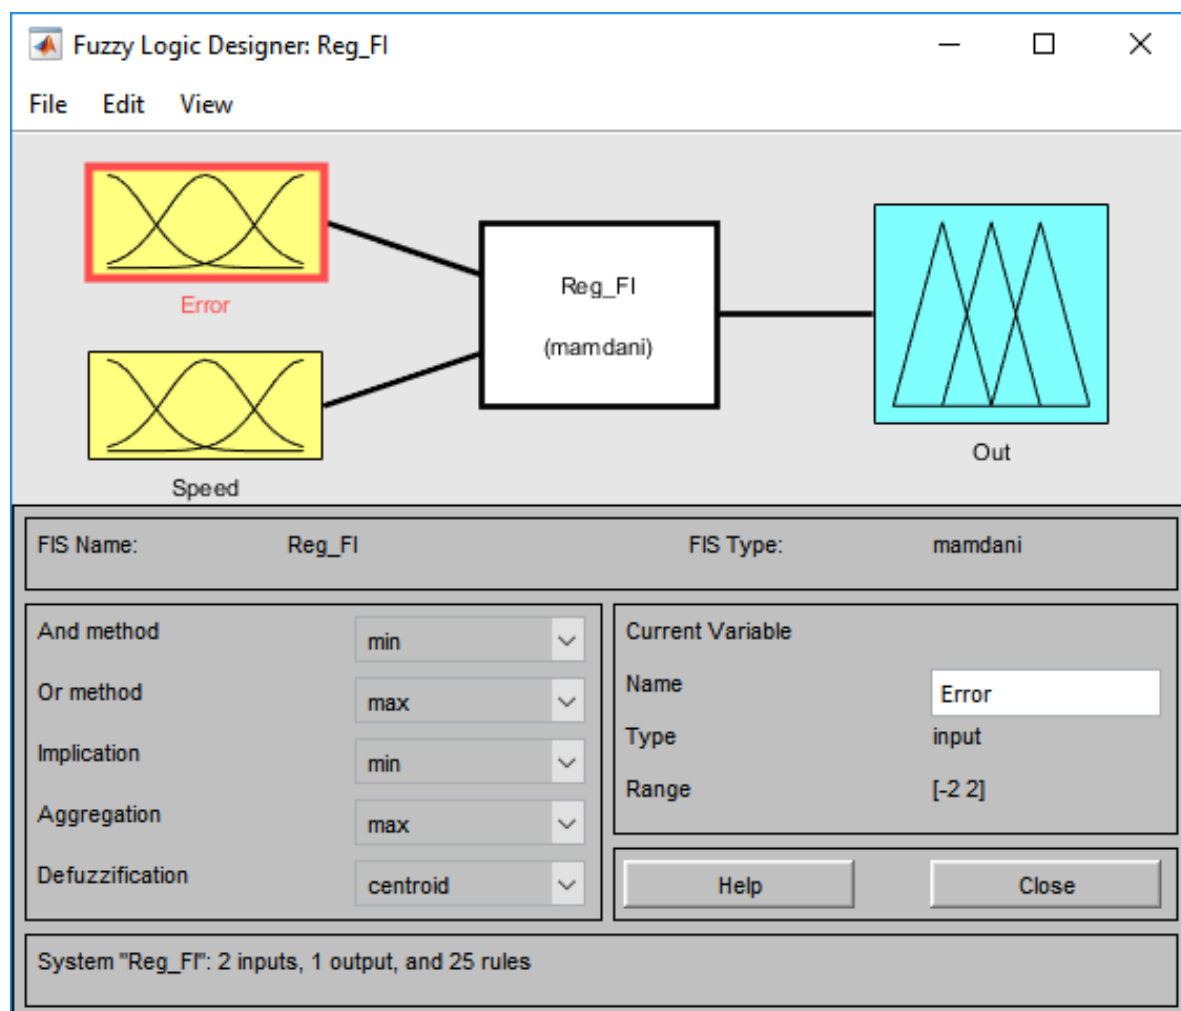 Fuzzy Logic Designer: Reg_FI
File Edit View
Error
Speed
Reg_FI
(mamdani)
Out
FIS Name: Reg_FI FIS Type: mamdani
And method min
Or method max
Implication min
Aggregation max
Defuzzification centroid
Current Variable
Name Error
Type input
Range [-2 2]
Help Close
System "Reg_FI": 2 inputs, 1 output, and 25 rules